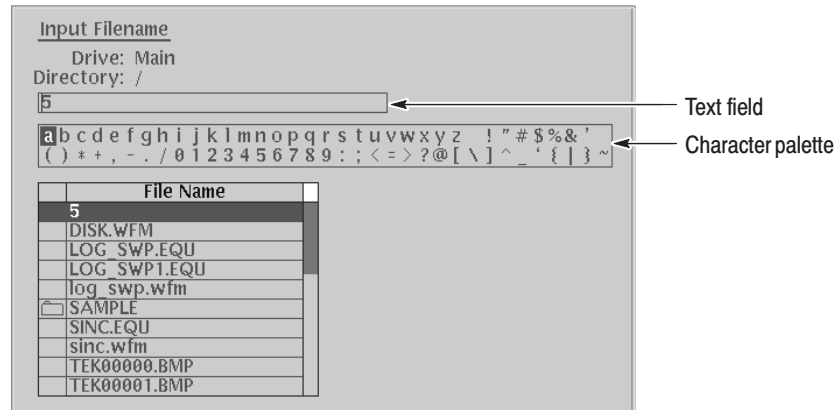 Input Filename
Drive: Main
Directory: /
5
Text field
a b c d e f g h i j k l m n o p q r s t u v w x y z ! " # $ % & '
( ) * + , - . / 0 1 2 3 4 5 6 7 8 9 : ; < = > ? @ [ \ ] ^ _ ‘ { | } ~
Character palette
File Name
5
DISK.WFM
LOG_SWP.EQU
LOG_SWP1.EQU
log_swp.wfm
SAMPLE
SINC.EQU
sinc.wfm
TEK00000.BMP
TEK00001.BMP